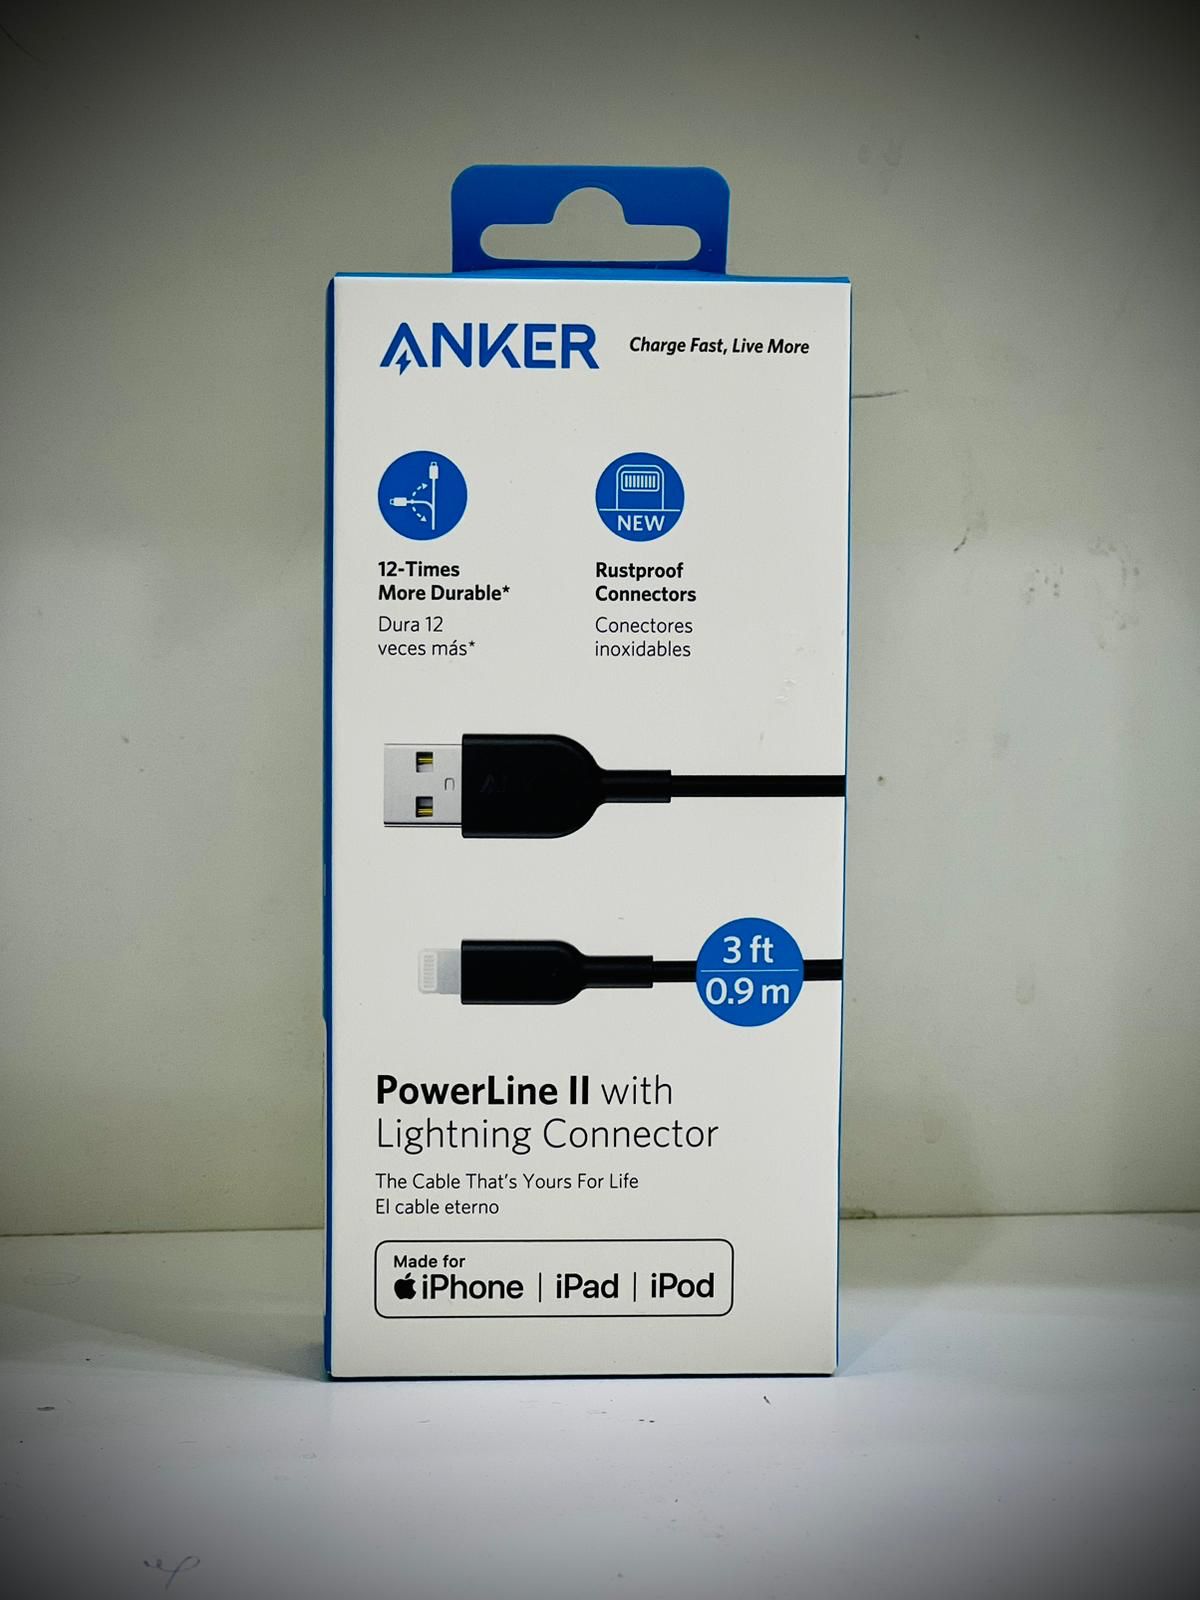 ANKER
Charge Fast, Live More
NEW
12-Times
More Durable*
Dura 12
veces más*
Rustproof
Connectors
Conectores
inoxidables
ANKER
3 ft
0.9 m
PowerLine II with
Lightning Connector
The Cable That's Yours For Life
El cable eterno
Made for
iPhone | iPad | iPod